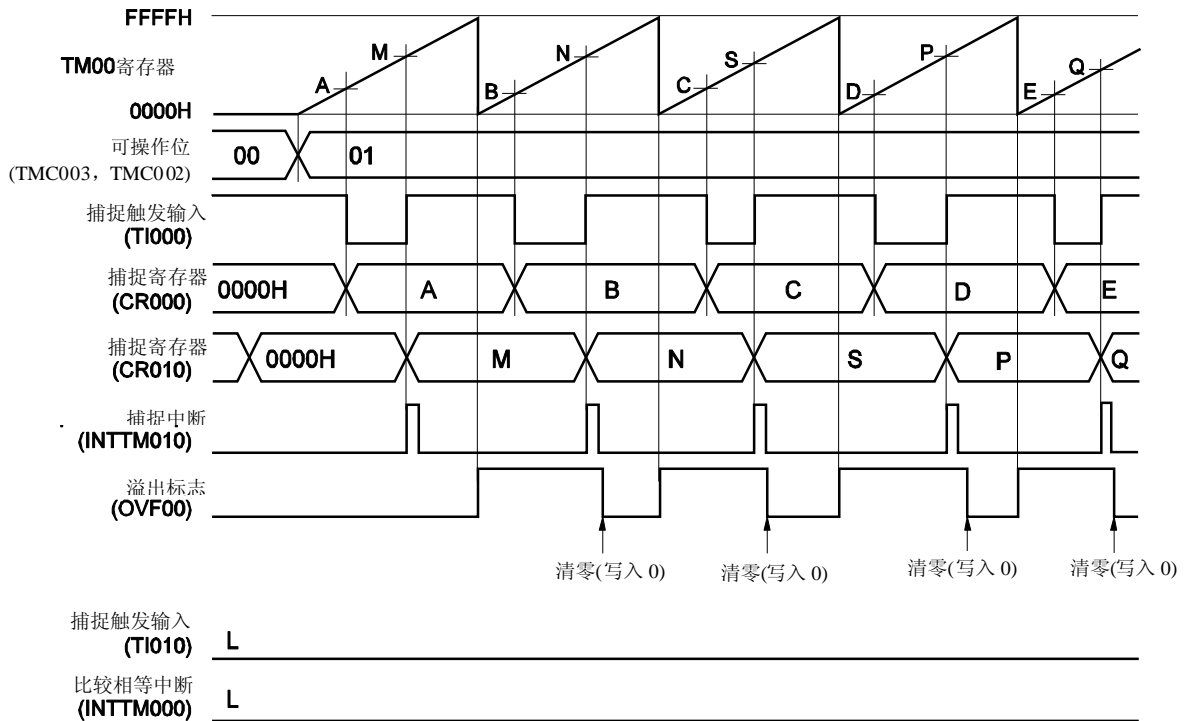 FFFFH
TM00寄存器
0000H
A M B N C S D P E Q
可操作位
(TMC003，TMC002)
00 01
捕捉触发输入
(TI000)
捕捉寄存器
(CR000)
0000H A B C D E
捕捉寄存器
(CR010)
0000H M N S P Q
捕捉中断
(INTTM010)
溢出标志
(OVF00)
清零(写入 0) 清零(写入 0) 清零(写入 0) 清零(写入 0)
捕捉触发输入
(TI010)
L
比较相等中断
(INTTM000)
L